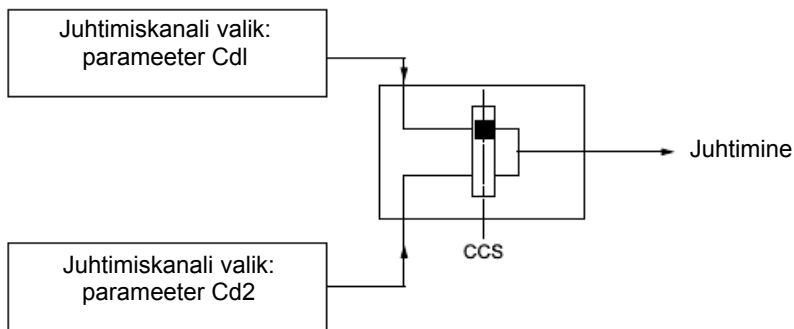 Juhtimiskanali valik:
parameeter Cdl
Juhtimine
CCS
Juhtimiskanali valik:
parameeter Cd2